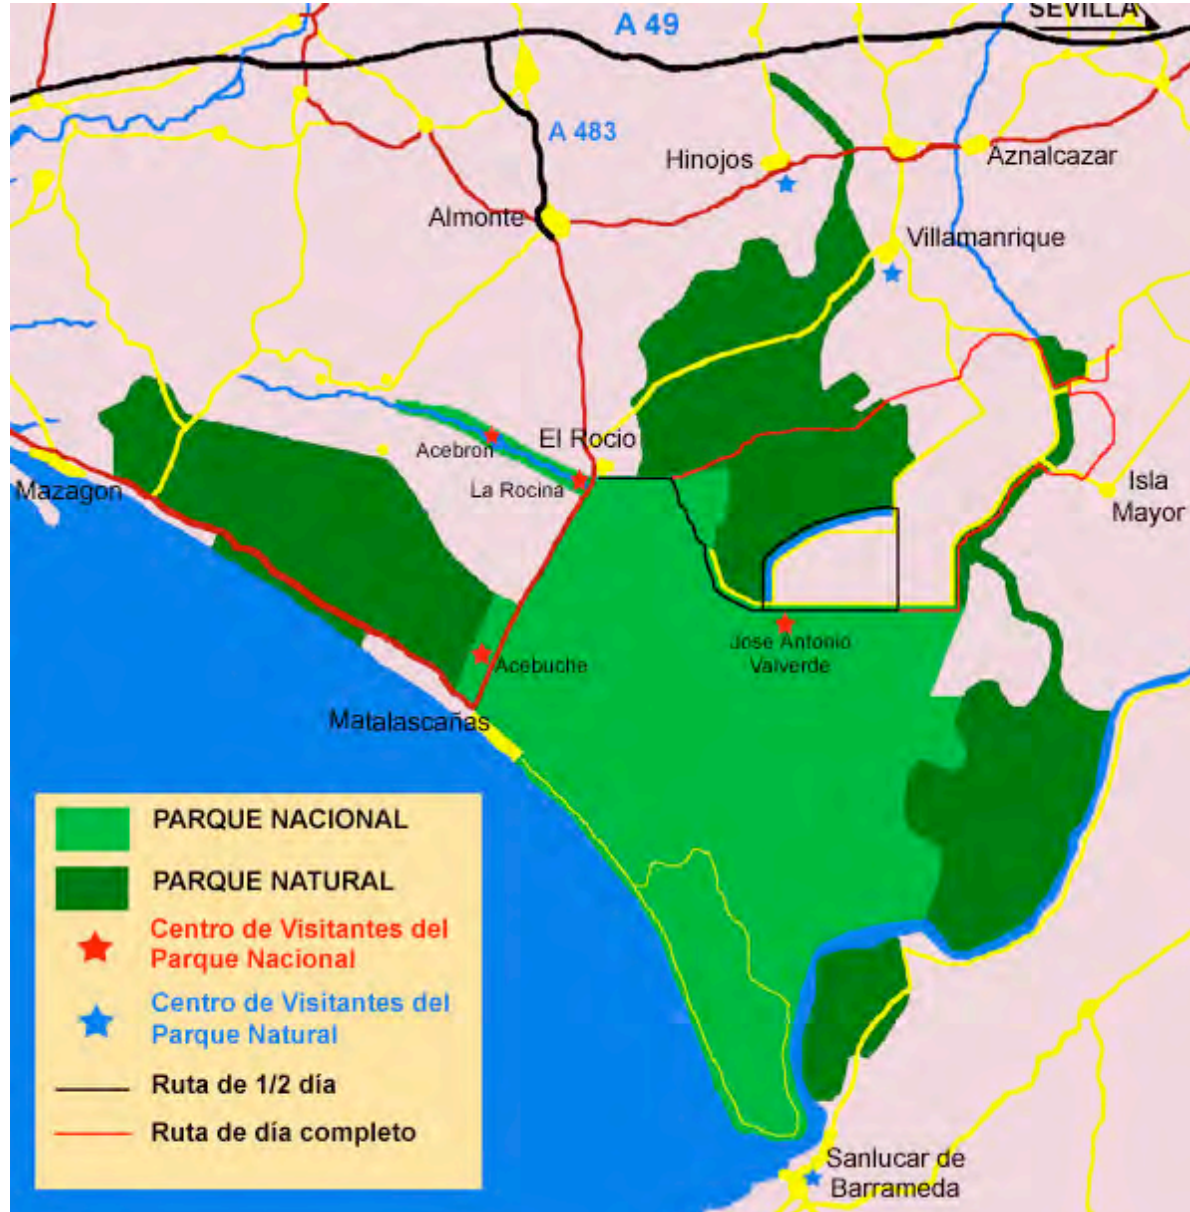 SEVILLA
A 49
A 483
Hinojos
Aznalcazar
Almonte
Villamanrique
El Rocio
Acebron
La Rocina
Mazagon
Isla
Mayor
Jose Antonio
Valverde
Acebuche
Matalascañas
PARQUE NACIONAL
PARQUE NATURAL
Centro de Visitantes del
Parque Nacional
Centro de Visitantes del
Parque Natural
Ruta de 1/2 día
Ruta de día completo
Sanlucar de
Barrameda